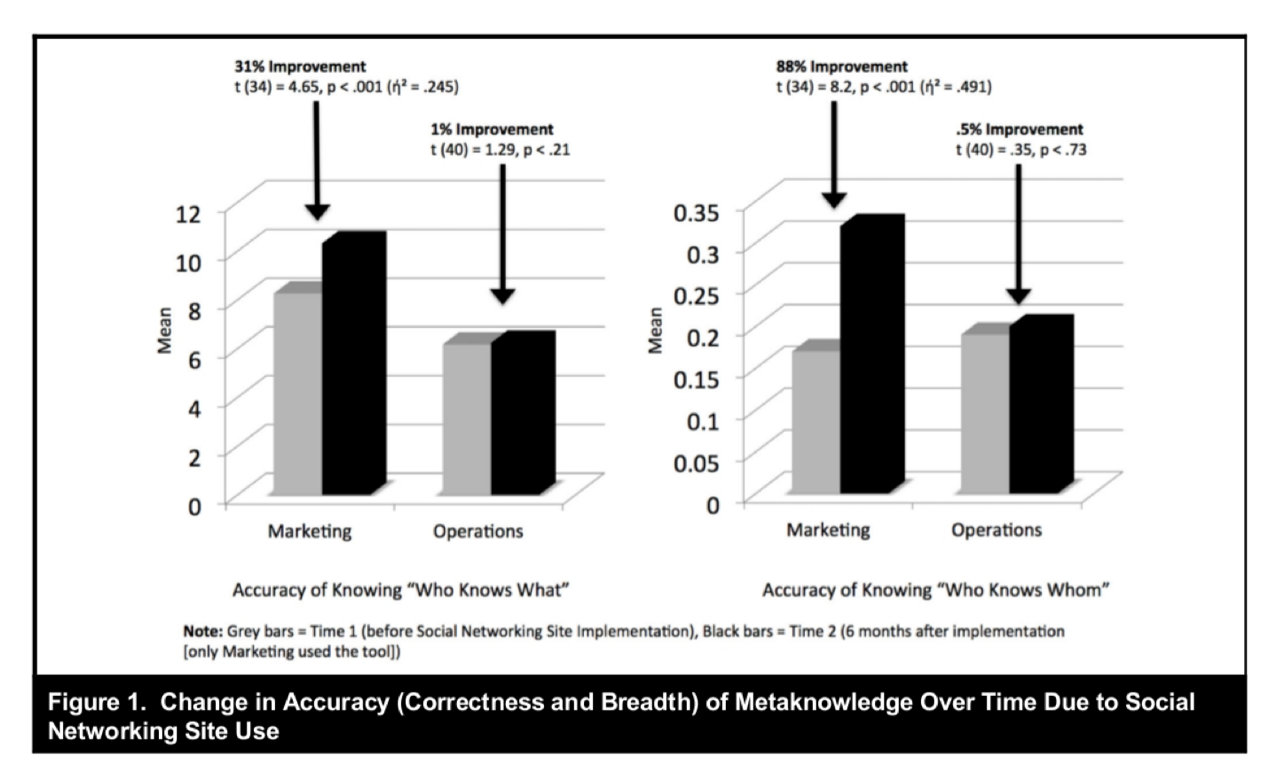 31% Improvement
t (34) = 4.65, p < .001 (ή² = .245)
1% Improvement
t (40) = 1.29, p < .21
12
10
8
6
4
2
0
Mean
Marketing
Operations
Accuracy of Knowing “Who Knows What”
88% Improvement
t (34) = 8.2, p < .001 (ή² = .491)
.5% Improvement
t (40) = .35, p < .73
0.35
0.3
0.25
0.2
0.15
0.1
0.05
0
Mean
Marketing
Operations
Accuracy of Knowing “Who Knows Whom”
Note: Grey bars = Time 1 (before Social Networking Site Implementation), Black bars = Time 2 (6 months after implementation
[only Marketing used the tool])
Figure 1. Change in Accuracy (Correctness and Breadth) of Metaknowledge Over Time Due to Social
Networking Site Use